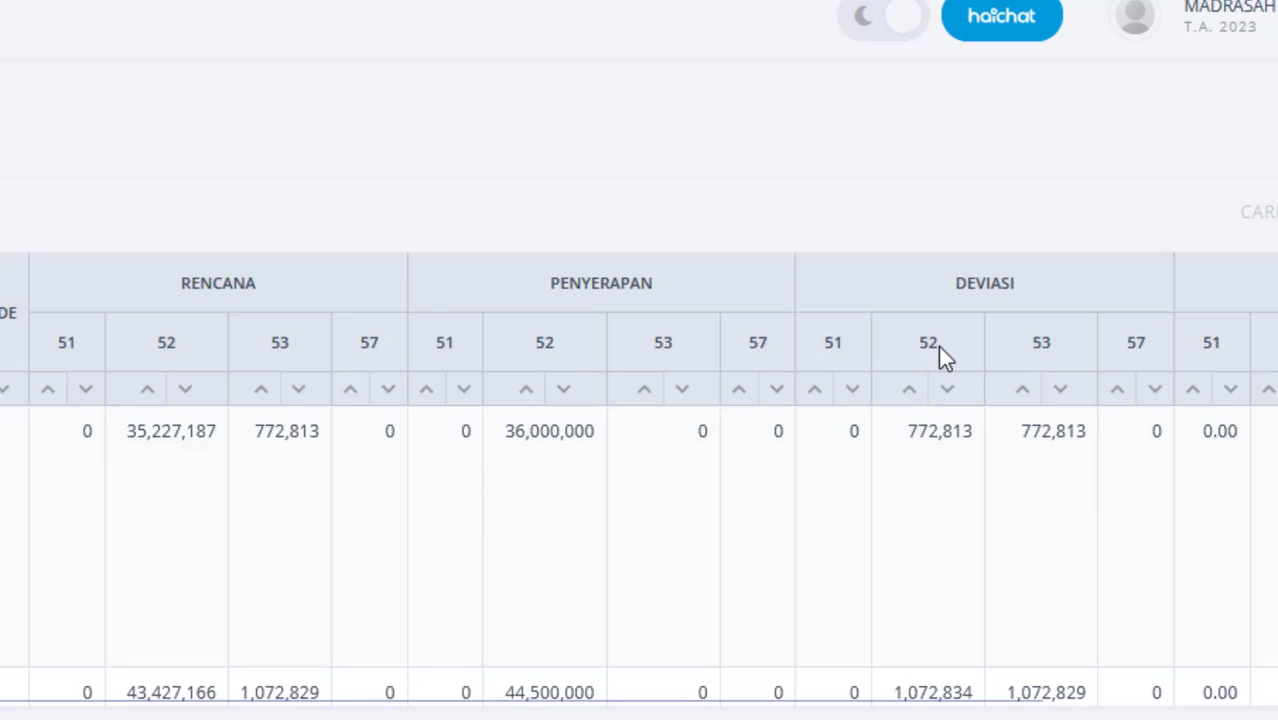 haichat
MADRASAH
T.A. 2023
CARI
DE
RENCANA PENYERAPAN DEVIASI
51 52 53 57 51 52 53 57 51 52 53 57 51
0 35,227,187 772,813 0 0 36,000,000 0 0 0 772,813 772,813 0 0.00
0 43,427,166 1,072,829 0 0 44,500,000 0 0 0 1,072,834 1,072,829 0 0.00